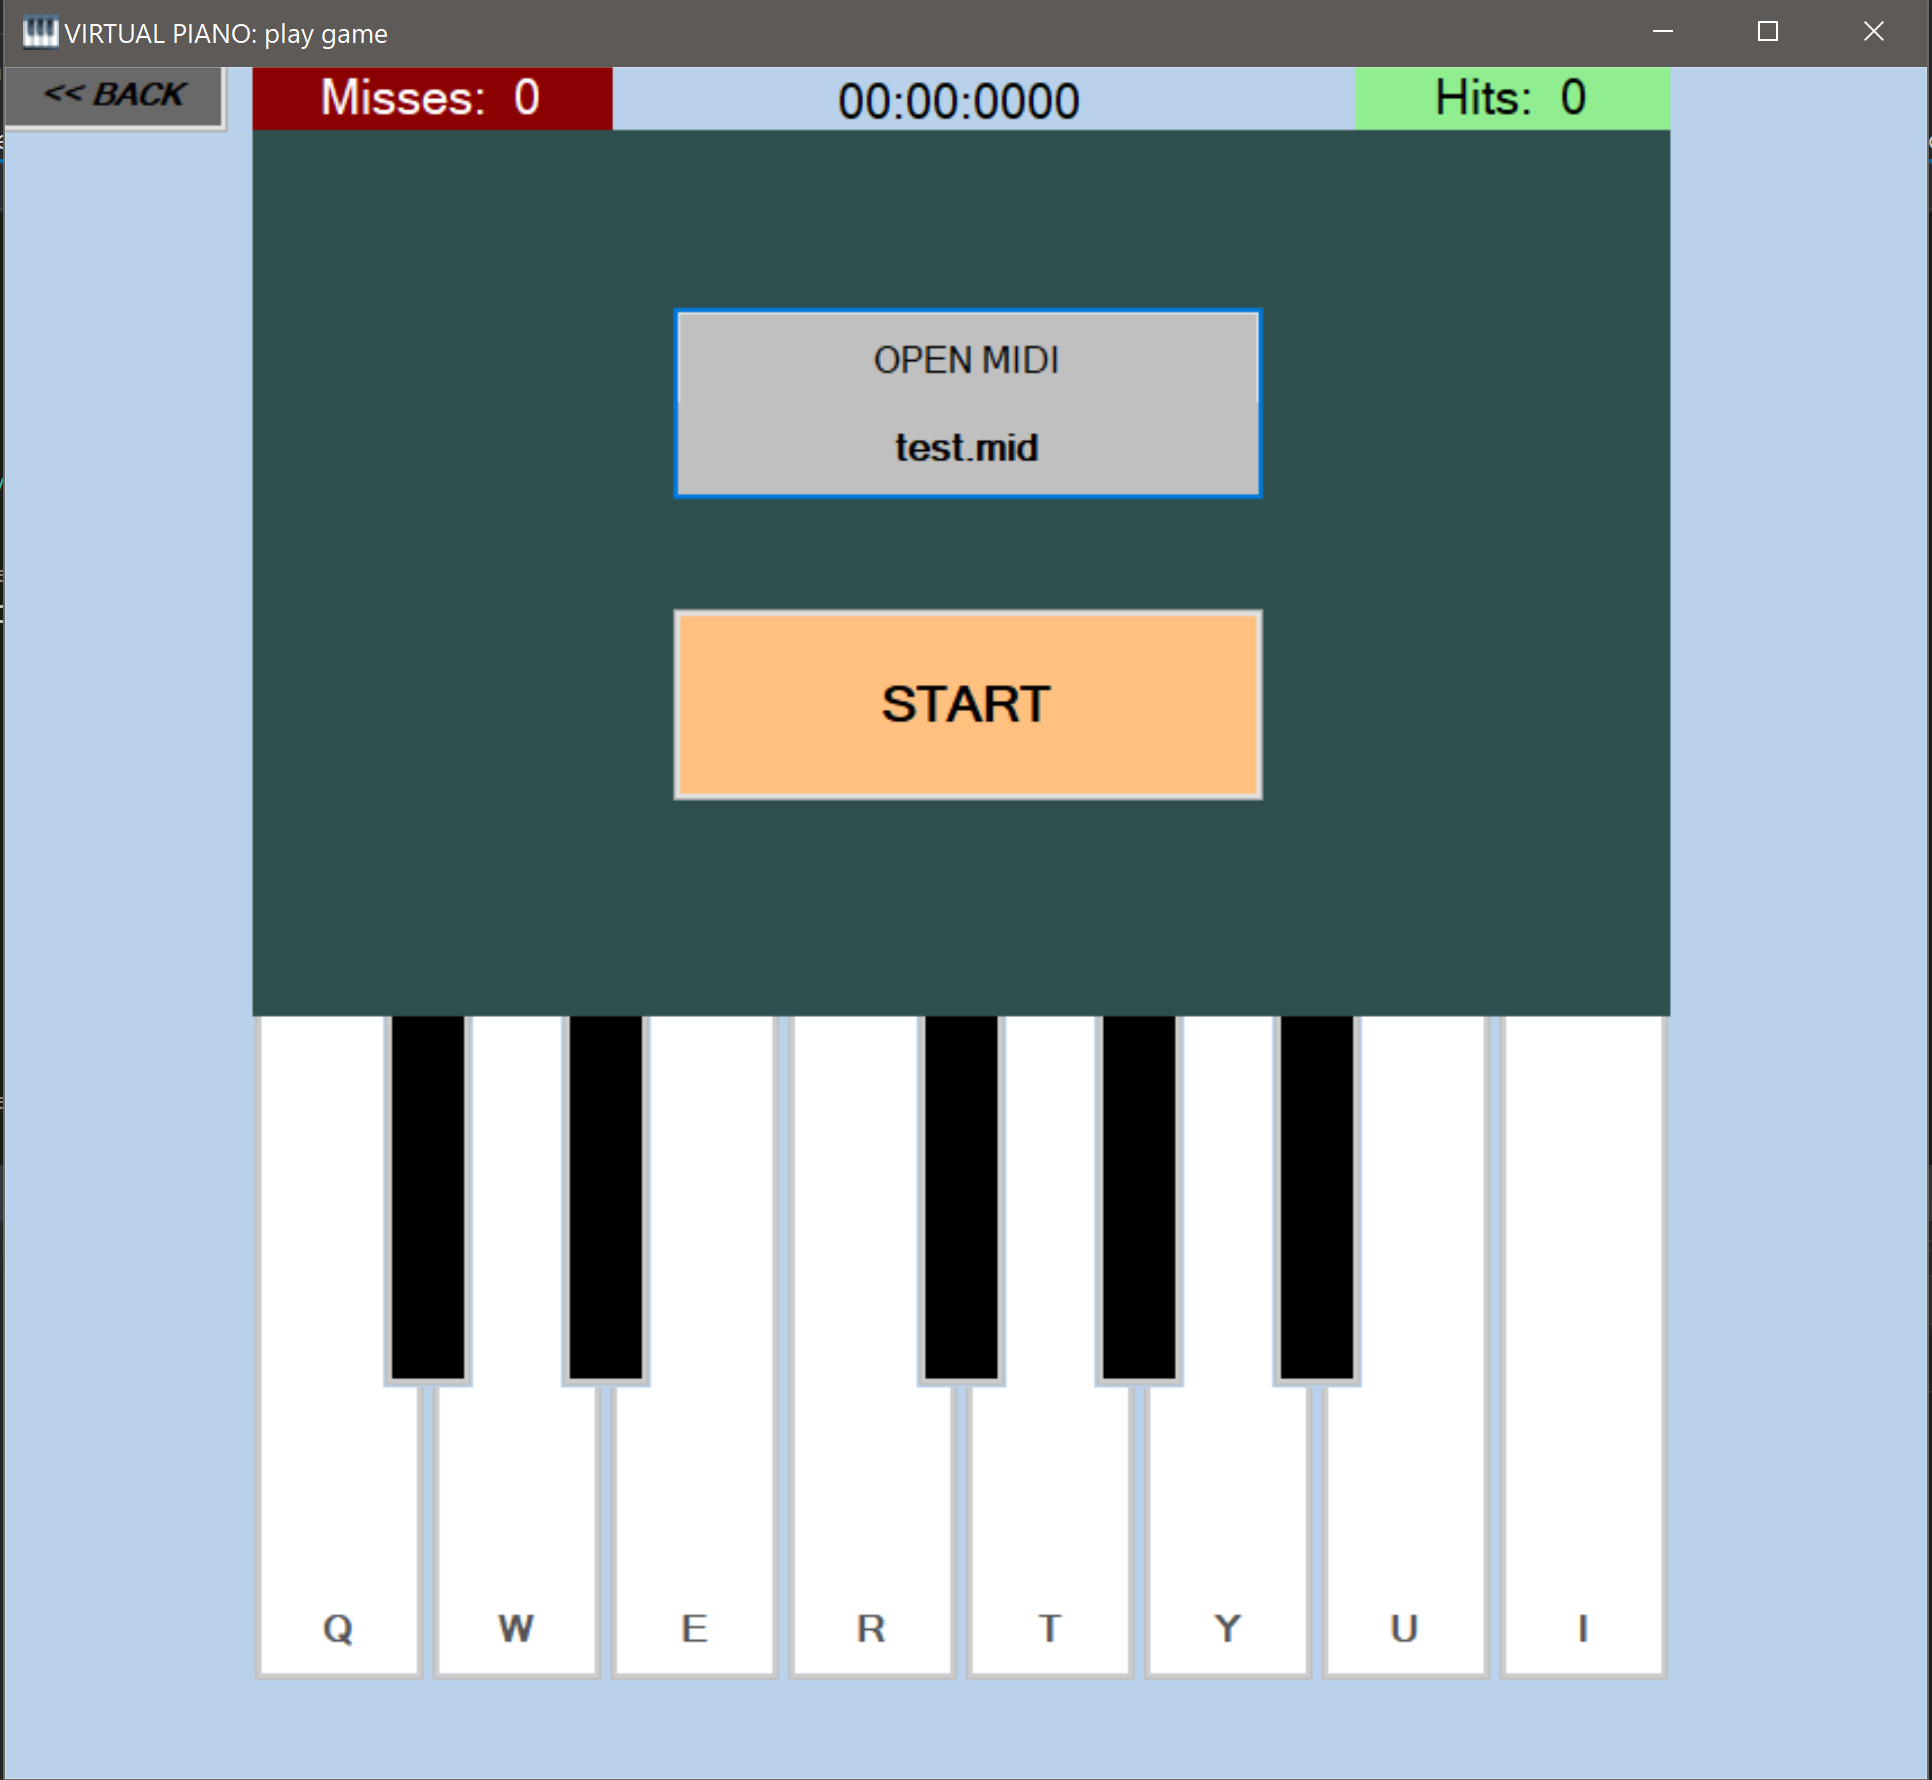 VIRTUAL PIANO: play game
<< BACK
Misses: 0
00:00:0000
Hits: 0
OPEN MIDI
test.mid
START
Q W E R T Y U I